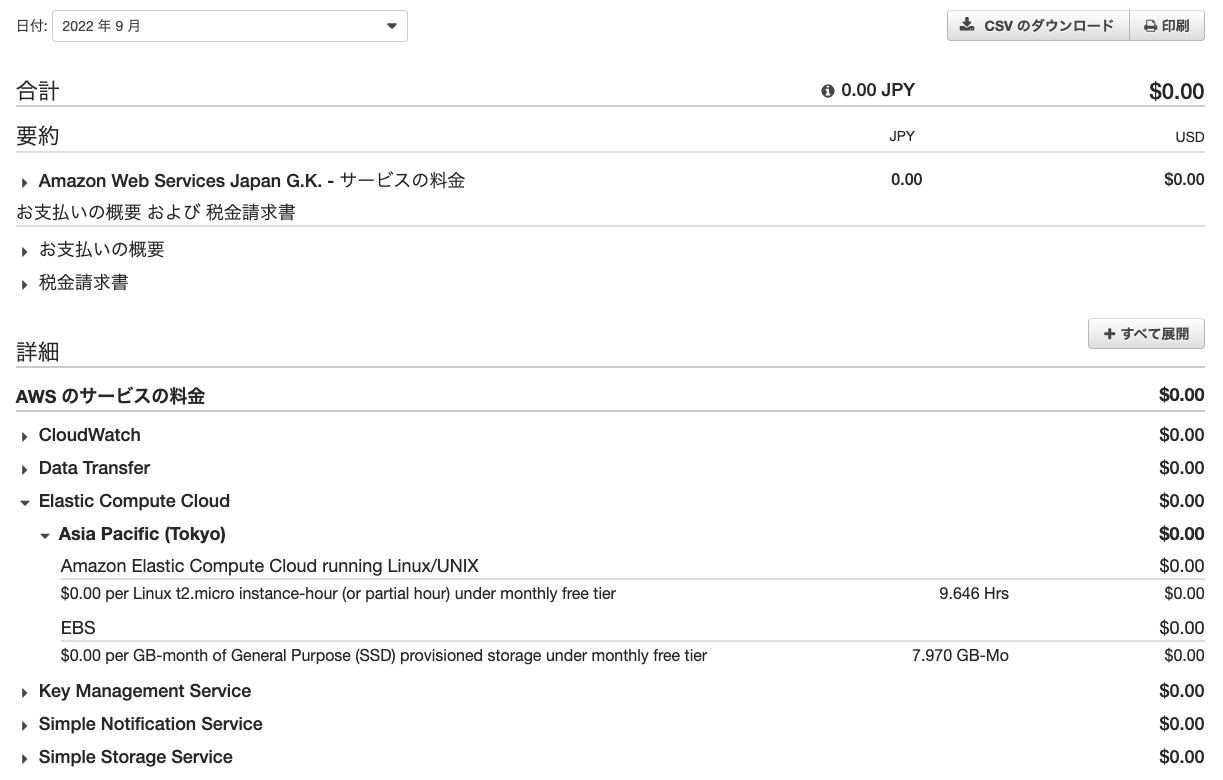 日付: 2022 年 9 月 CSV のダウンロード 印刷
合計 0.00 JPY $0.00
要約 JPY USD
Amazon Web Services Japan G.K. - サービスの料金 0.00 $0.00
お支払いの概要 および 税金請求書
お支払いの概要
税金請求書
すべて展開
詳細
AWS のサービスの料金 $0.00
CloudWatch $0.00
Data Transfer $0.00
Elastic Compute Cloud $0.00
Asia Pacific (Tokyo) $0.00
Amazon Elastic Compute Cloud running Linux/UNIX $0.00
$0.00 per Linux t2.micro instance-hour (or partial hour) under monthly free tier 9.646 Hrs $0.00
EBS $0.00
$0.00 per GB-month of General Purpose (SSD) provisioned storage under monthly free tier 7.970 GB-Mo $0.00
Key Management Service $0.00
Simple Notification Service $0.00
Simple Storage Service $0.00